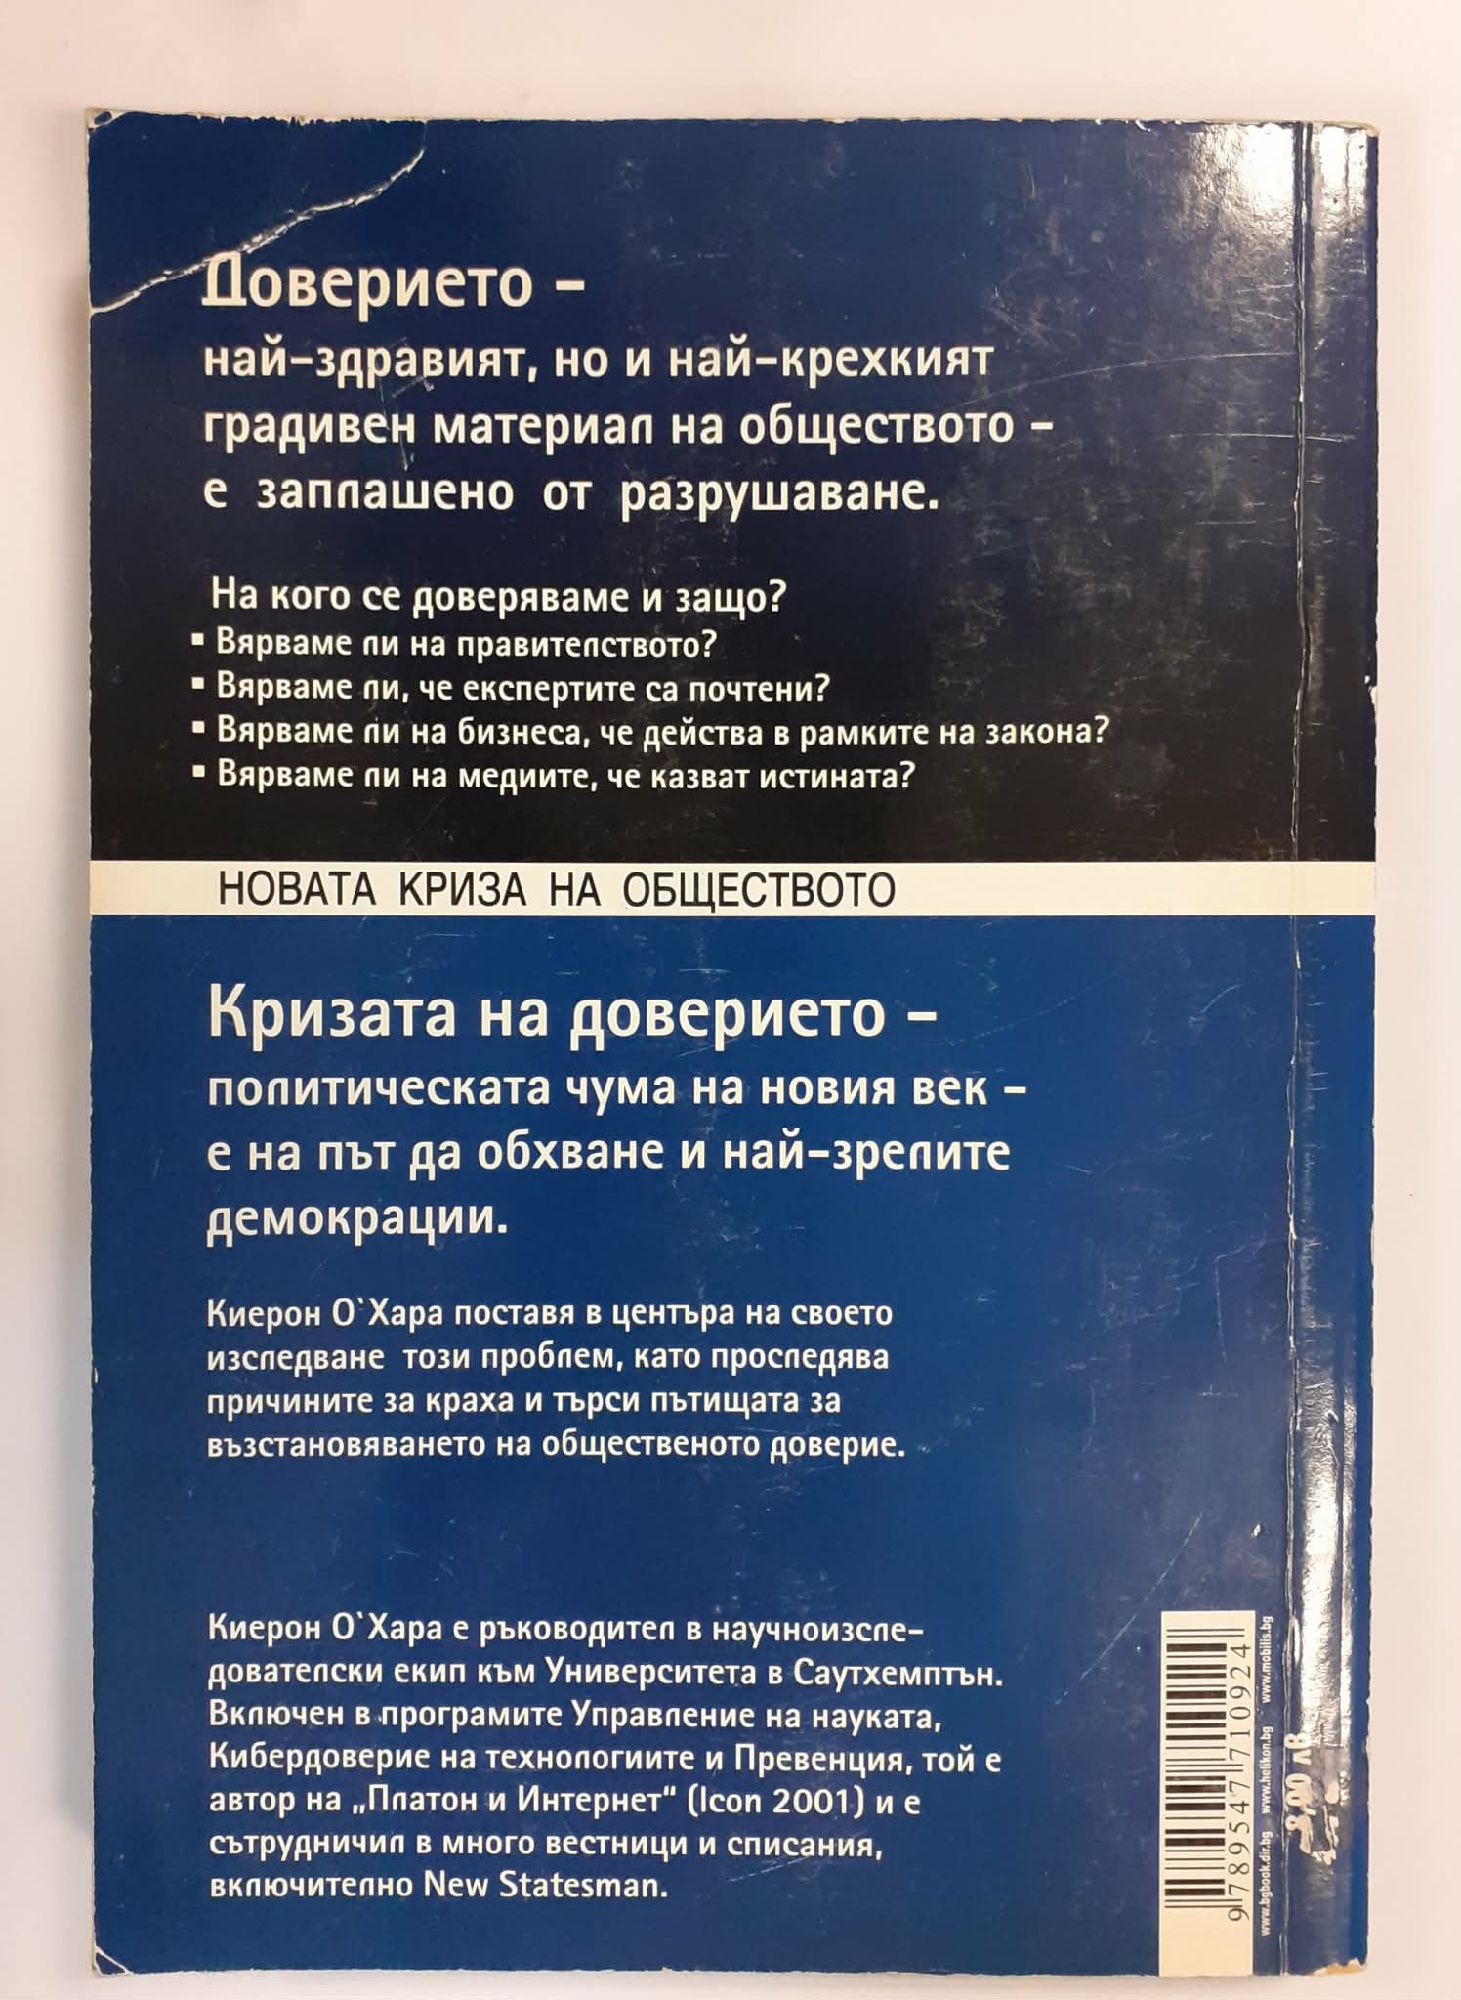 Доверието –
най-здравият, но и най-крехкият
градивен материал на обществото –
е заплашено от разрушаване.
На кого се доверяваме и защо?
▪ Вярваме ли на правителството?
▪ Вярваме ли, че експертите са почтени?
▪ Вярваме ли на бизнеса, че действа в рамките на закона?
▪ Вярваме ли на медиите, че казват истината?
НОВАТА КРИЗА НА ОБЩЕСТВОТО
Кризата на доверието –
политическата чума на новия век –
е на път да обхване и най-зрелите
демокрации.
Киерон О`Хара поставя в центъра на своето
изследване този проблем, като проследява
причините за краха и търси пътищата за
възстановяването на общественото доверие.
Киерон О`Хара е ръководител в научноизсле-
дователски екип към Университета в Саутхемптън.
Включен в програмите Управление на науката,
Кибердоверие на технологиите и Превенция, той е
автор на „Платон и Интернет“ (Icon 2001) и е
сътрудничил в много вестници и списания,
включително New Statesman.
9789547710924
www.bgbook.dir.bg www.helikon.bg www.mobilis.bg
8,00 лв